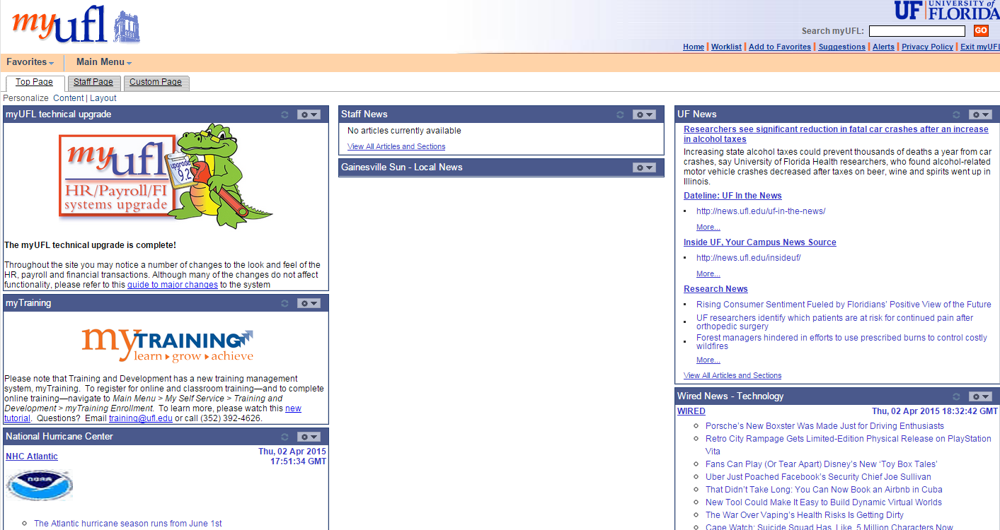 my ufl
UF UNIVERSITY of FLORIDA
Search myUFL: GO
Home Worklist Add to Favorites Suggestions Alerts Privacy Policy Exit myUFL
Favorites Main Menu
Top Page Staff Page Custom Page
Personalize Content | Layout
myUFL technical upgrade
my ufl
upgrade
9.2
HR/Payroll/FI
systems upgrade
The myUFL technical upgrade is complete!
Throughout the site you may notice a number of changes to the look and feel of the
HR, payroll and financial transactions. Although many of the changes do not affect
functionality, please refer to this guide to major changes to the system
myTraining
myTRAINING
learn grow achieve
Please note that Training and Development has a new training management
system, myTraining. To register for online and classroom training—and to complete
online training—navigate to Main Menu > My Self Service > Training and
Development > myTraining Enrollment. To learn more, please watch this new
tutorial. Questions? Email training@ufl.edu or call (352) 392-4626.
National Hurricane Center
NHC Atlantic
Thu, 02 Apr 2015
17:51:34 GMT
noaa
The Atlantic hurricane season runs from June 1st
Staff News
No articles currently available
View All Articles and Sections
Gainesville Sun - Local News
UF News
Researchers see significant reduction in fatal car crashes after an increase
in alcohol taxes
Increasing state alcohol taxes could prevent thousands of deaths a year from car
crashes, say University of Florida Health researchers, who found alcohol-related
motor vehicle crashes decreased after taxes on beer, wine and spirits went up in
Illinois.
Dateline: UF In the News
http://news.ufl.edu/uf-in-the-news/
More...
Inside UF, Your Campus News Source
http://news.ufl.edu/insideuf/
More...
Research News
Rising Consumer Sentiment Fueled by Floridians’ Positive View of the Future
UF researchers identify which patients are at risk for continued pain after
orthopedic surgery
Forest managers hindered in efforts to use prescribed burns to control costly
wildfires
More...
View All Articles and Sections
Wired News - Technology
WIRED Thu, 02 Apr 2015 18:32:42 GMT
Porsche’s New Boxster Was Made Just for Driving Enthusiasts
Retro City Rampage Gets Limited-Edition Physical Release on PlayStation
Vita
Fans Can Play (Or Tear Apart) Disney’s New ‘Toy Box Tales’
Uber Just Poached Facebook’s Security Chief Joe Sullivan
That Didn’t Take Long: You Can Now Book an Airbnb in Cuba
New Tool Could Make It Easy to Build Dynamic Virtual Worlds
The War Over Vaping’s Health Risks Is Getting Dirty
Cape Watch: Suicide Squad Has, Like, 5 Million Characters Now